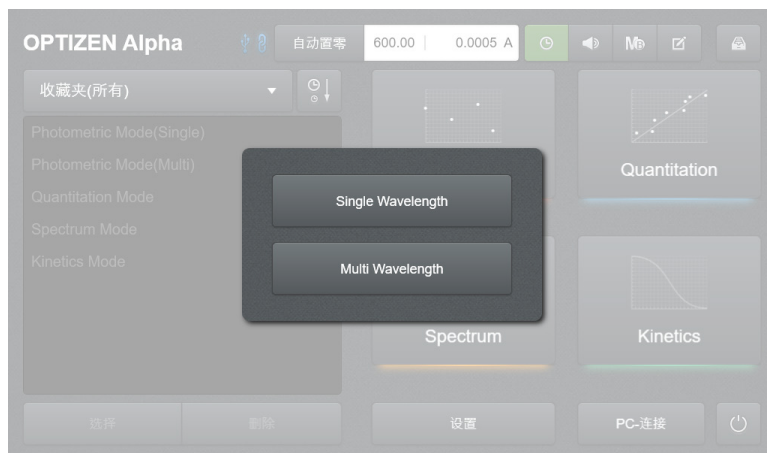 OPTIZEN Alpha
自动置零
600.00
0.0005 A
收藏夹(所有)
Photometric Mode(Single)
Photometric Mode(Multi)
Quantitation Mode
Spectrum Mode
Kinetics Mode
Single Wavelength
Multi Wavelength
Quantitation
Spectrum
Kinetics
选择
删除
设置
PC-连接